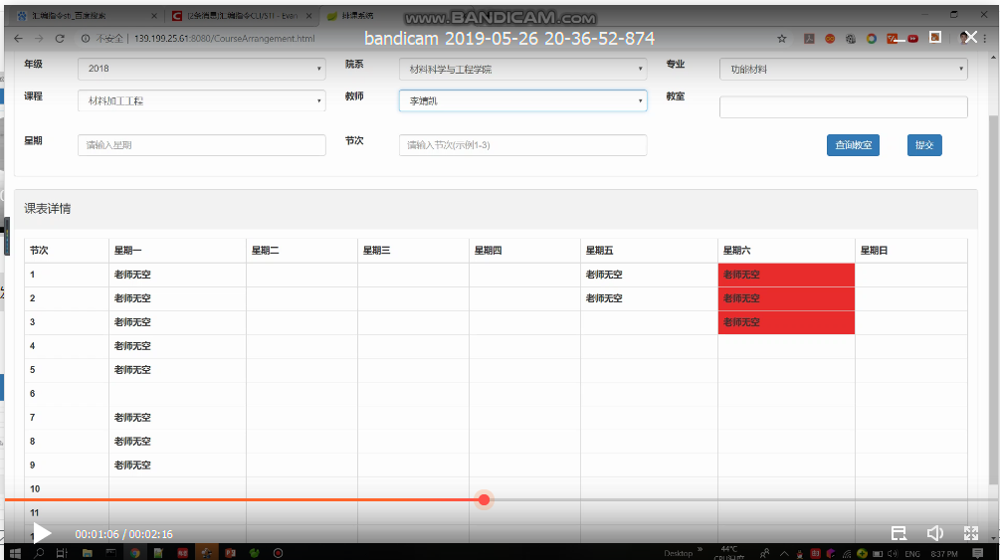 汇编指令sti_百度搜索
(2条消息)汇编指令CLI/STI - Evan
排课系统
www.BANDICAM.com
不安全 | 139.199.25.61:8080/CourseArrangement.html
bandicam 2019-05-26 20-36-52-874
年级 2018 院系 材料科学与工程学院 专业 功能材料
课程 材料加工工程 教师 李靖凯 教室
星期 请输入星期 节次 请输入节次(示例1-3) 查询教室 提交
课表详情
节次 星期一 星期二 星期三 星期四 星期五 星期六 星期日
1 老师无空 老师无空 老师无空
2 老师无空 老师无空 老师无空
3 老师无空 老师无空
4 老师无空
5 老师无空
6
7 老师无空
8 老师无空
9 老师无空
10
11
00:01:06 / 00:02:16
Desktop 44℃ ENG 8:37 PM
CPU温度